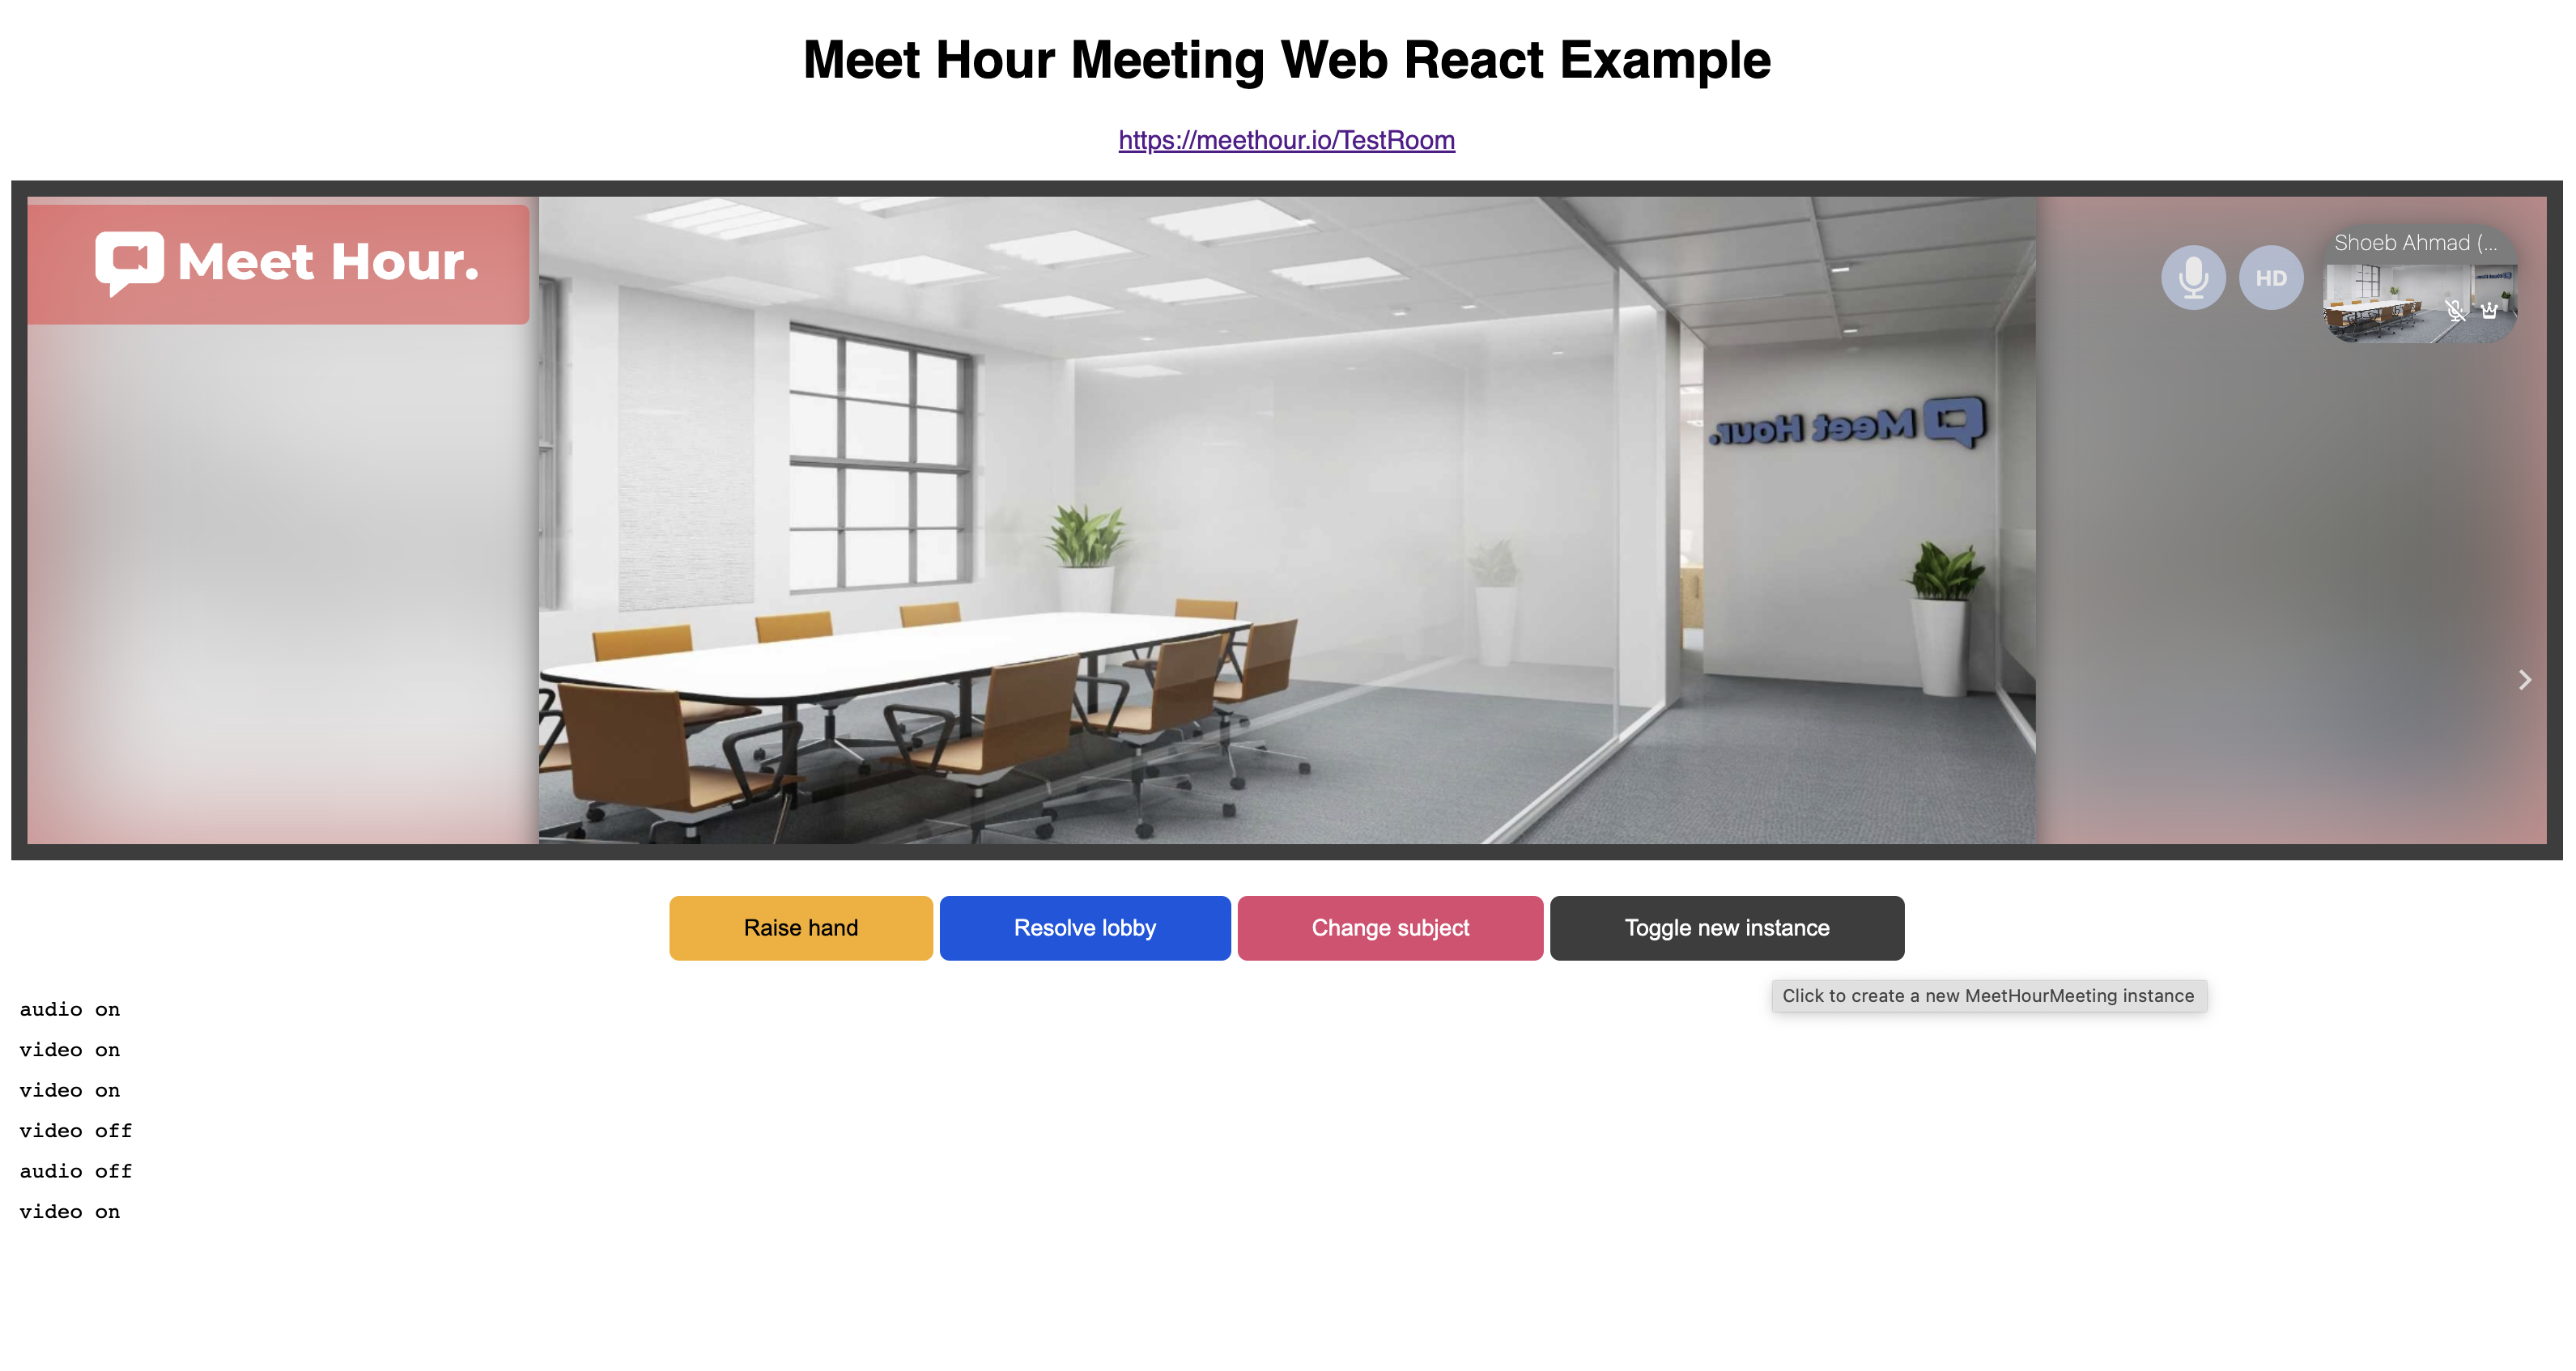 Meet Hour Meeting Web React Example
https://meethour.io/TestRoom
Meet Hour.
HD
Shoeb Ahmad (...
Meet Hour.
Raise hand
Resolve lobby
Change subject
Toggle new instance
Click to create a new MeetHourMeeting instance
audio on
video on
video on
video off
audio off
video on